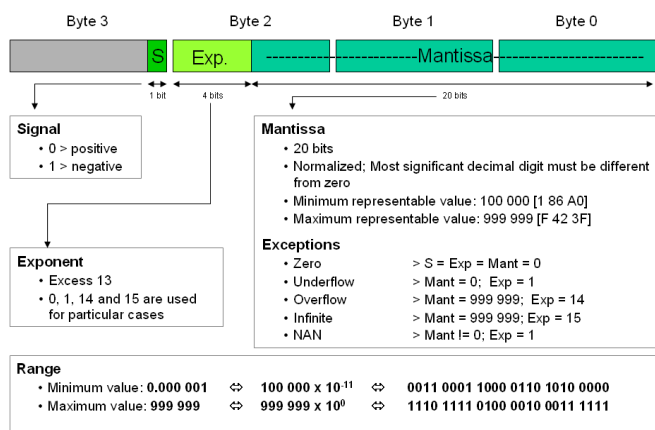 Byte 3 Byte 2 Byte 1 Byte 0
S Exp. Mantissa
1 bit 4 bits 20 bits
Signal
• 0 > positive
• 1 > negative
Exponent
• Excess 13
• 0, 1, 14 and 15 are used
for particular cases
Mantissa
• 20 bits
• Normalized; Most significant decimal digit must be different
from zero
• Minimum representable value: 100 000 [1 86 A0]
• Maximum representable value: 999 999 [F 42 3F]
Exceptions
• Zero > S = Exp = Mant = 0
• Underflow > Mant = 0; Exp = 1
• Overflow > Mant = 999 999; Exp = 14
• Infinite > Mant = 999 999; Exp = 15
• NAN > Mant != 0; Exp = 1
Range
• Minimum value: 0.000 001 ⇔ 100 000 x 10⁻¹¹ ⇔ 0011 0001 1000 0110 1010 0000
• Maximum value: 999 999 ⇔ 999 999 x 10⁰ ⇔ 1110 1111 0100 0010 0011 1111